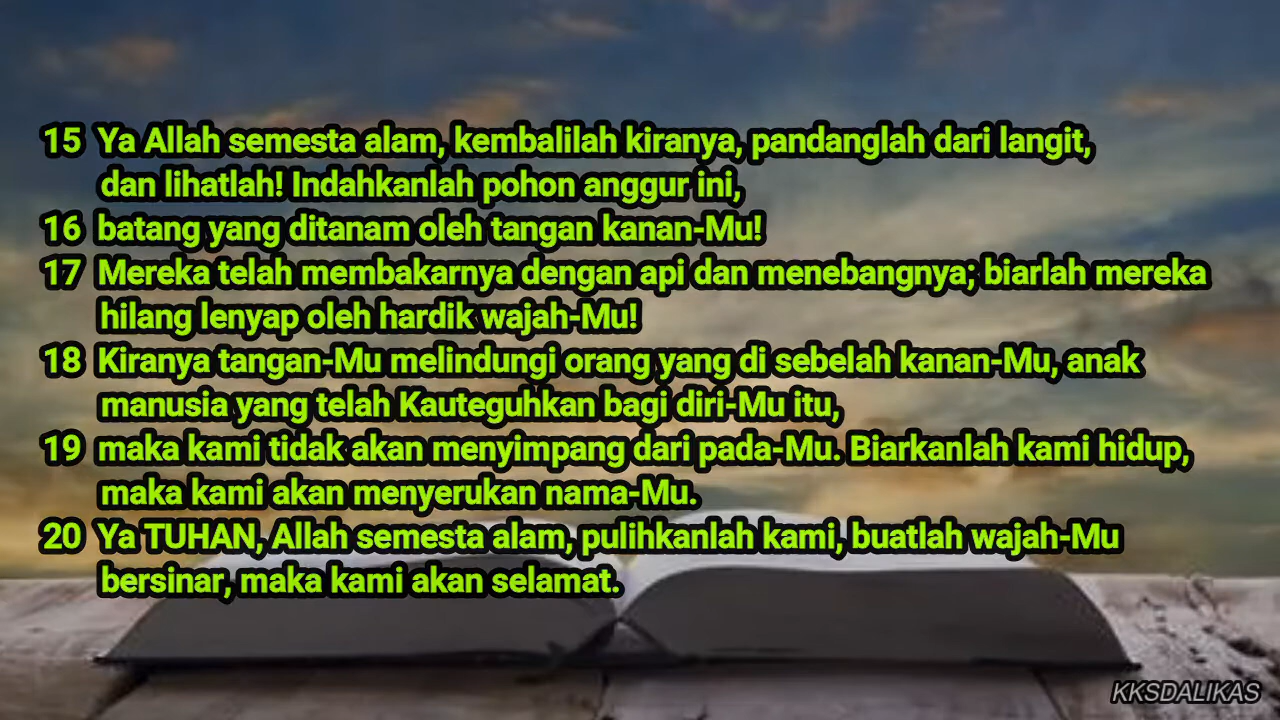 15 Ya Allah semesta alam, kembalilah kiranya, pandanglah dari langit,
dan lihatlah! Indahkanlah pohon anggur ini,
16 batang yang ditanam oleh tangan kanan-Mu!
17 Mereka telah membakarnya dengan api dan menebangnya; biarlah mereka
hilang lenyap oleh hardik wajah-Mu!
18 Kiranya tangan-Mu melindungi orang yang di sebelah kanan-Mu, anak
manusia yang telah Kauteguhkan bagi diri-Mu itu,
19 maka kami tidak akan menyimpang dari pada-Mu. Biarkanlah kami hidup,
maka kami akan menyerukan nama-Mu.
20 Ya TUHAN, Allah semesta alam, pulihkanlah kami, buatlah wajah-Mu
bersinar, maka kami akan selamat.
KKSDALIKAS